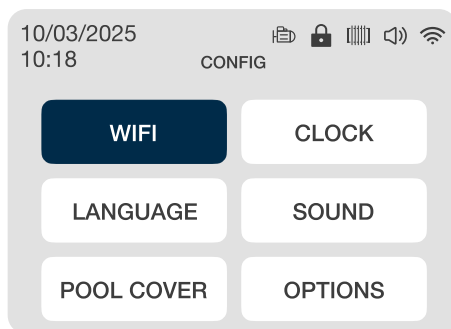 10/03/2025
10:18
CONFIG
WIFI
CLOCK
LANGUAGE
SOUND
POOL COVER
OPTIONS